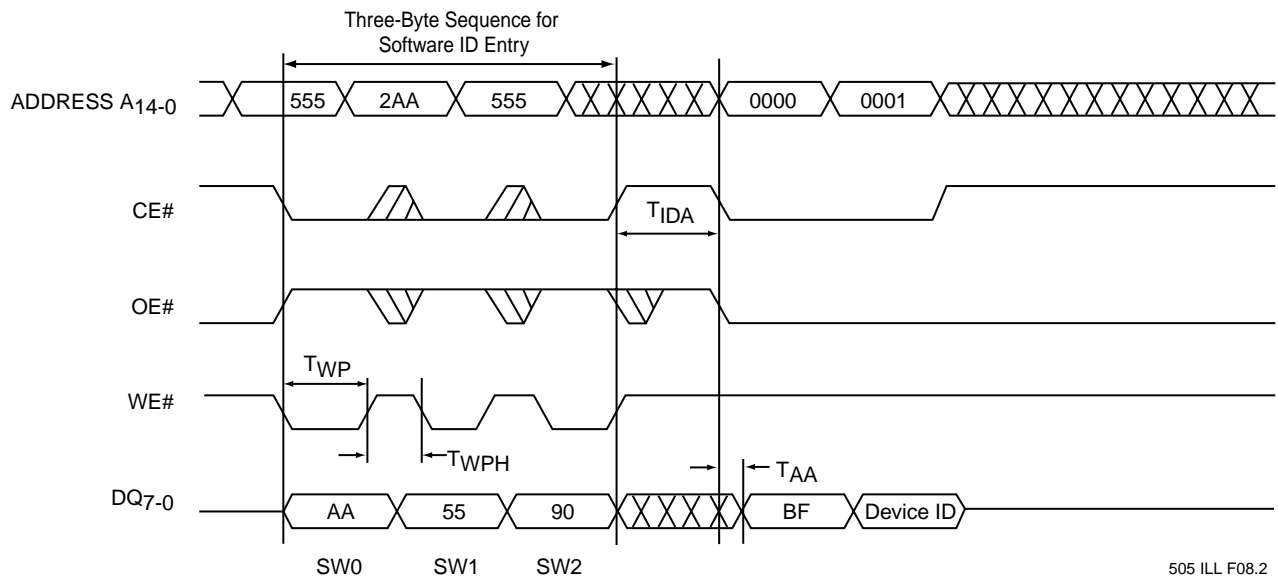 Three-Byte Sequence for
Software ID Entry
ADDRESS A14-0
555 2AA 555 0000 0001
CE#
TIDA
OE#
TWP
WE#
TWPH
TAA
DQ7-0
AA 55 90 BF Device ID
SW0 SW1 SW2
505 ILL F08.2